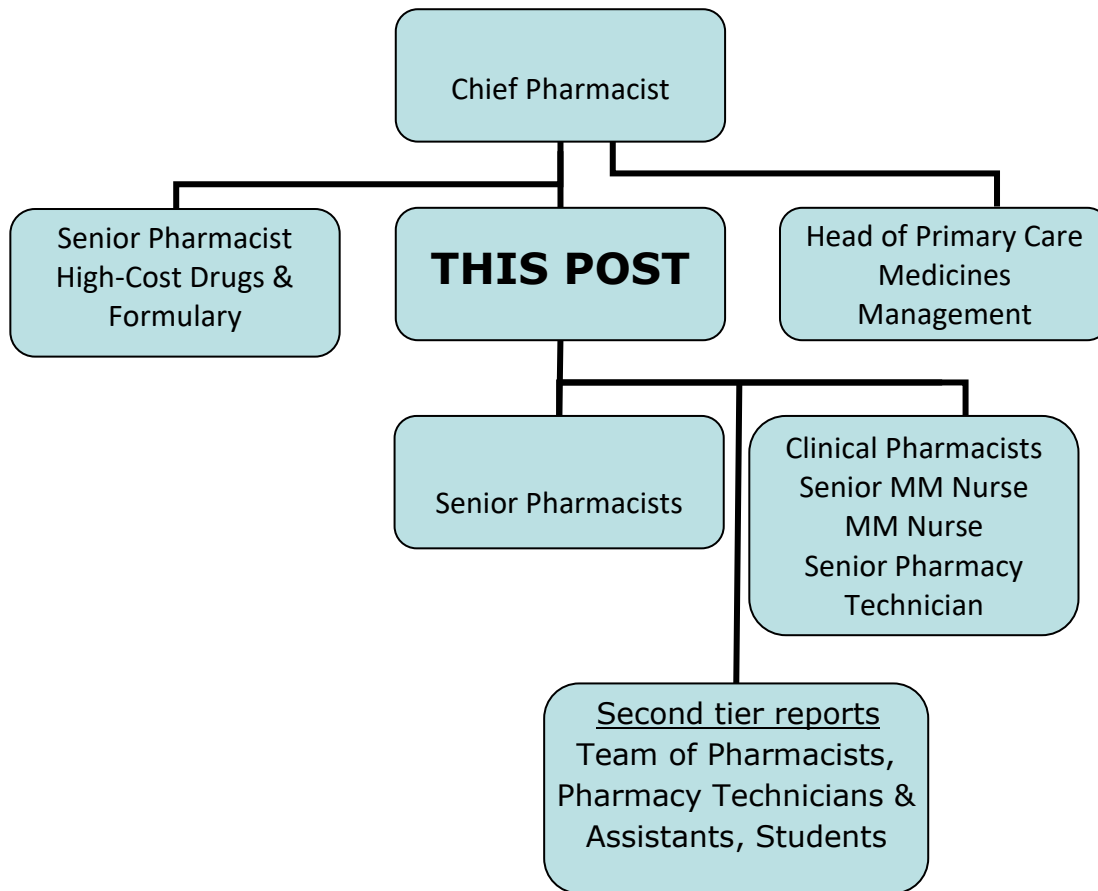 Chief Pharmacist
Senior Pharmacist
High-Cost Drugs &
Formulary
THIS POST
Head of Primary Care
Medicines
Management
Senior Pharmacists
Clinical Pharmacists
Senior MM Nurse
MM Nurse
Senior Pharmacy
Technician
Second tier reports
Team of Pharmacists,
Pharmacy Technicians &
Assistants, Students